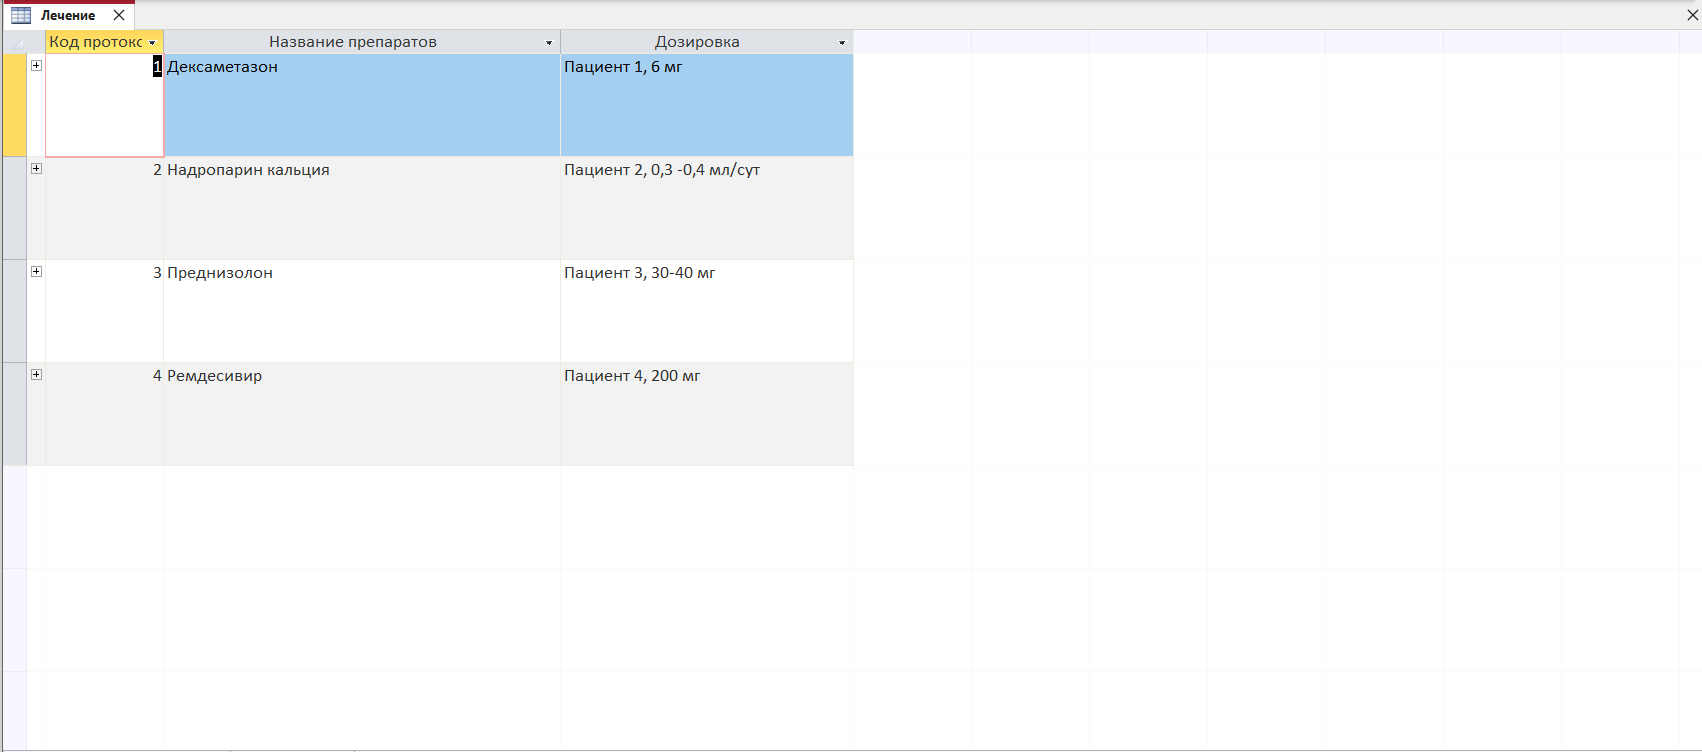 Лечение
Код протокс Название препаратов Дозировка
1 Дексаметазон Пациент 1, 6 мг
2 Надропарин кальция Пациент 2, 0,3 -0,4 мл/сут
3 Преднизолон Пациент 3, 30-40 мг
4 Ремдесивир Пациент 4, 200 мг